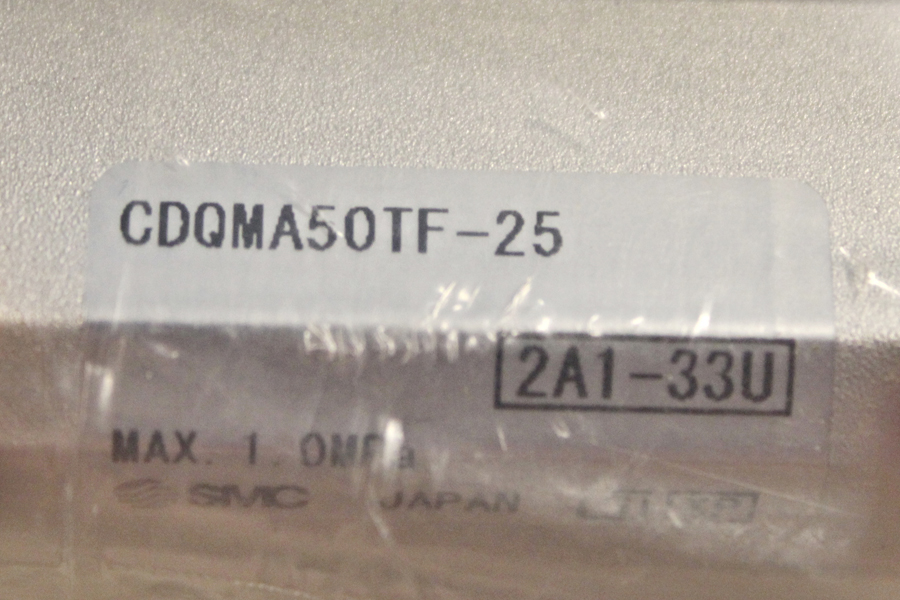 CDQMA50TF-25
2A1-33U
MAX. 1.0MPa
SMC JAPAN